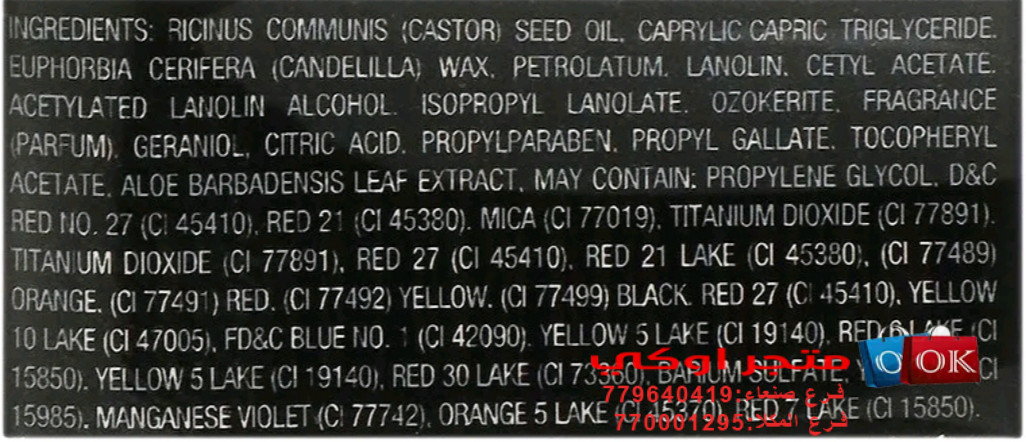 INGREDIENTS: RICINUS COMMUNIS (CASTOR) SEED OIL, CAPRYLIC CAPRIC TRIGLYCERIDE,
EUPHORBIA CERIFERA (CANDELILLA) WAX, PETROLATUM, LANOLIN, CETYL ACETATE,
ACETYLATED LANOLIN ALCOHOL, ISOPROPYL LANOLATE, OZOKERITE, FRAGRANCE
(PARFUM), GERANIOL, CITRIC ACID, PROPYLPARABEN, PROPYL GALLATE, TOCOPHERYL
ACETATE, ALOE BARBADENSIS LEAF EXTRACT, MAY CONTAIN: PROPYLENE GLYCOL, D&C
RED NO. 27 (CI 45410), RED 21 (CI 45380), MICA (CI 77019), TITANIUM DIOXIDE (CI 77891),
TITANIUM DIOXIDE (CI 77891), RED 27 (CI 45410), RED 21 LAKE (CI 45380), (CI 77489)
ORANGE, (CI 77491) RED, (CI 77492) YELLOW, (CI 77499) BLACK, RED 27 (CI 45410), YELLOW
10 LAKE (CI 47005), FD&C BLUE NO. 1 (CI 42090), YELLOW 5 LAKE (CI 19140), RED 6 LAKE (CI
15850), YELLOW 5 LAKE (CI 19140), RED 30 LAKE (CI 73360), BARIUM SULFATE, CI
15985), MANGANESE VIOLET (CI 77742), ORANGE 5 LAKE (CI 45370), RED 7 LAKE (CI 15850).
متجر اوكي
OOK
فرع صنعاء:779640419
فرع المكلا:770001295